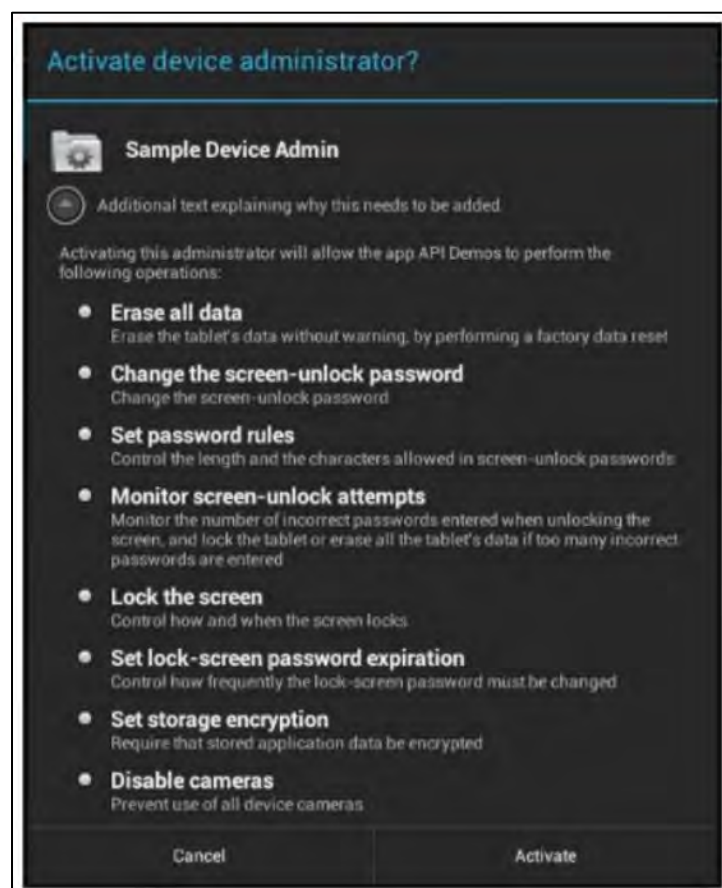 Activate device administrator?
Sample Device Admin
Additional text explaining why this needs to be added.
Activating this administrator will allow the app API Demos to perform the
following operations:
Erase all data
Erase the tablet's data without warning, by performing a factory data reset
Change the screen-unlock password
Change the screen-unlock password
Set password rules
Control the length and the characters allowed in screen-unlock passwords
Monitor screen-unlock attempts
Monitor the number of incorrect passwords entered when unlocking the
screen, and lock the tablet or erase all the tablet's data if too many incorrect
passwords are entered
Lock the screen
Control how and when the screen locks
Set lock-screen password expiration
Control how frequently the lock-screen password must be changed
Set storage encryption
Require that stored application data be encrypted
Disable cameras
Prevent use of all device cameras
Cancel Activate